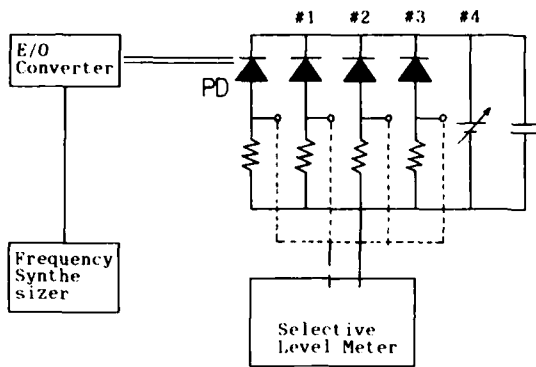 #1 #2 #3 #4
E/O
Converter
PD
Frequency
Synthe
sizer
Selective
Level Meter